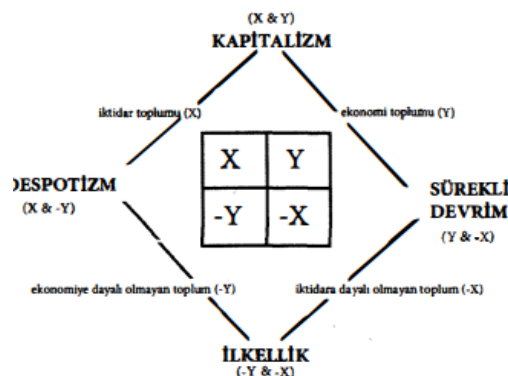 (X & Y)
KAPİTALİZM
iktidar toplumu (X)
ekonomi toplumu (Y)
X Y
-Y -X
DESPOTİZM
(X & -Y)
SÜREKLİ
DEVRİM
(Y & -X)
ekonomiye dayalı olmayan toplum (-Y)
iktidara dayalı olmayan toplum (-X)
İLKELLİK
(-Y & -X)